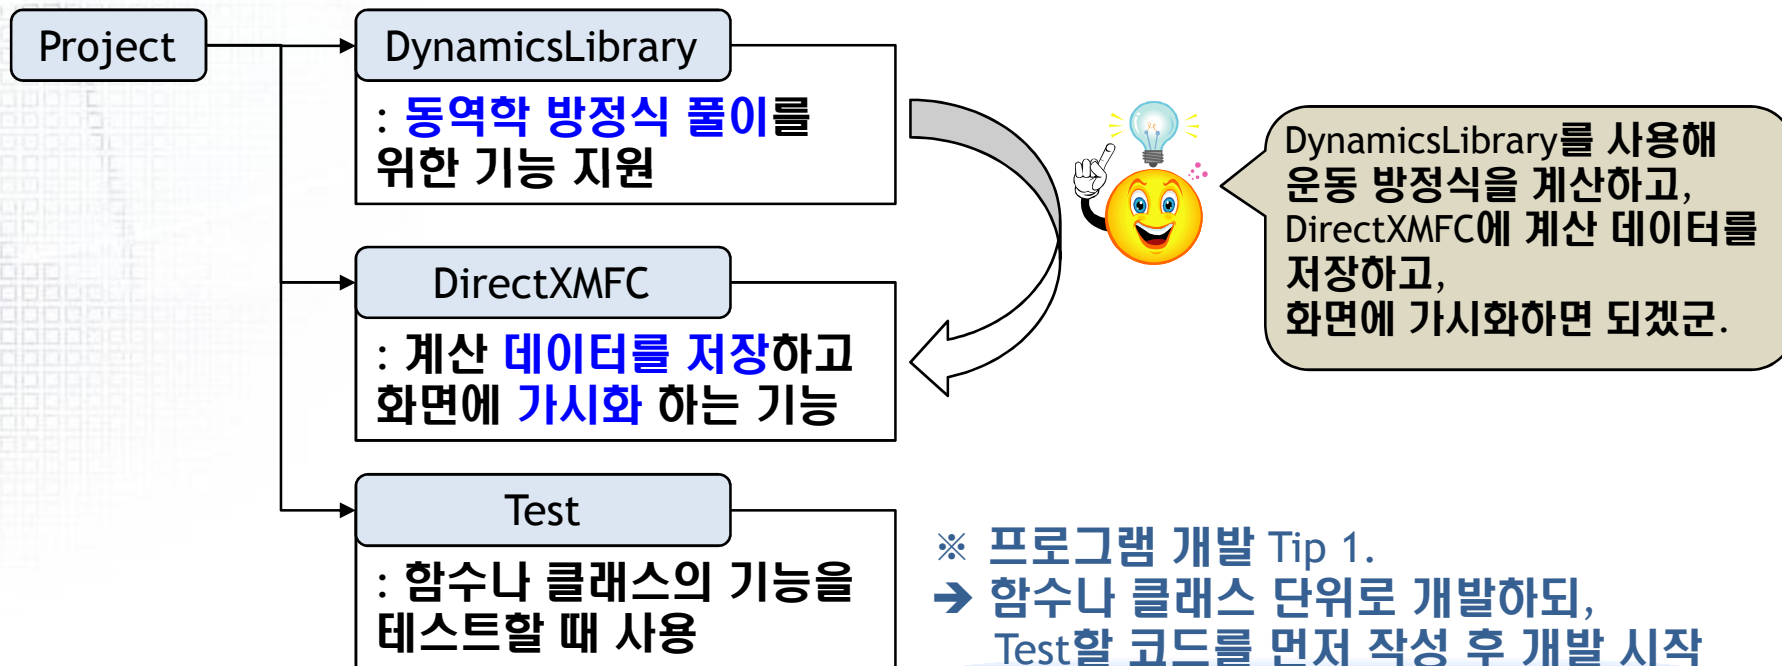 Project
DynamicsLibrary
: 동역학 방정식 풀이를
위한 기능 지원
DynamicsLibrary를 사용해
운동 방정식을 계산하고,
DirectXMFC에 계산 데이터를
저장하고,
화면에 가시화하면 되겠군.
DirectXMFC
: 계산 데이터를 저장하고
화면에 가시화 하는 기능
Test
: 함수나 클래스의 기능을
테스트할 때 사용
※ 프로그램 개발 Tip 1.
➔ 함수나 클래스 단위로 개발하되,
Test할 코드를 먼저 작성 후 개발 시작